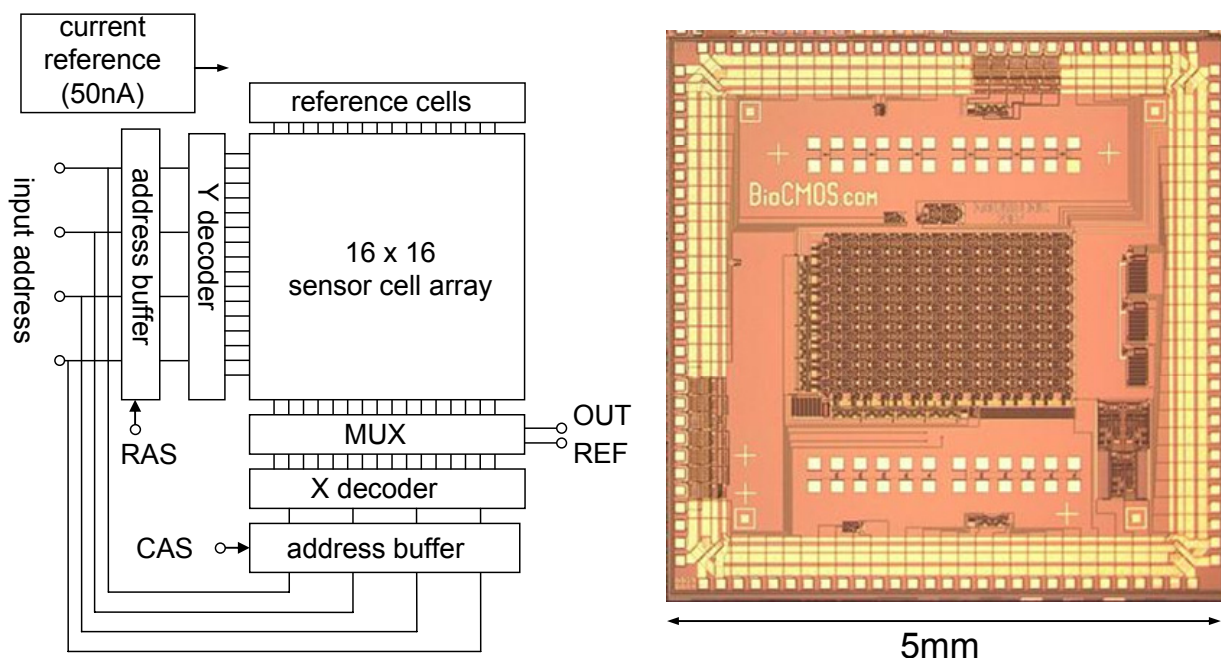 current
reference
(50nA)
reference cells
input address
address buffer
Y decoder
16 x 16
sensor cell array
RAS
MUX
OUT
REF
X decoder
CAS
address buffer
BioCMOS.com
5mm